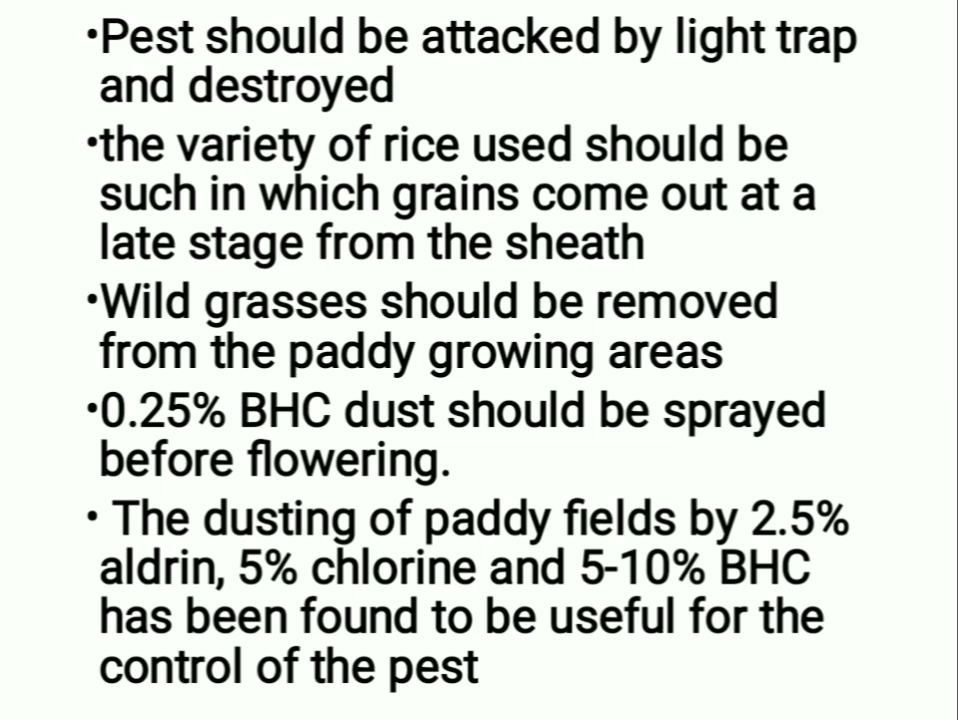 •Pest should be attacked by light trap
and destroyed
•the variety of rice used should be
such in which grains come out at a
late stage from the sheath
•Wild grasses should be removed
from the paddy growing areas
•0.25% BHC dust should be sprayed
before flowering.
• The dusting of paddy fields by 2.5%
aldrin, 5% chlorine and 5-10% BHC
has been found to be useful for the
control of the pest